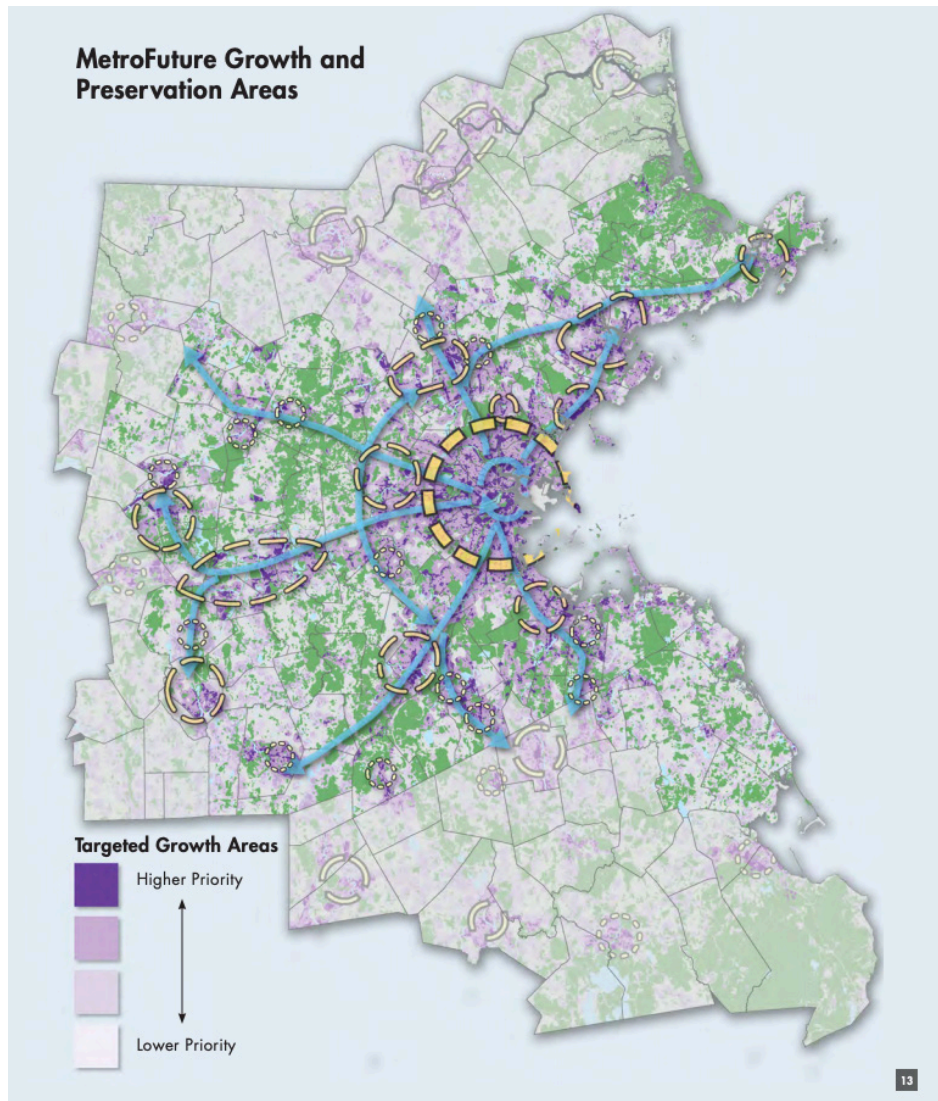 MetroFuture Growth and
Preservation Areas
Targeted Growth Areas
Higher Priority
Lower Priority
13